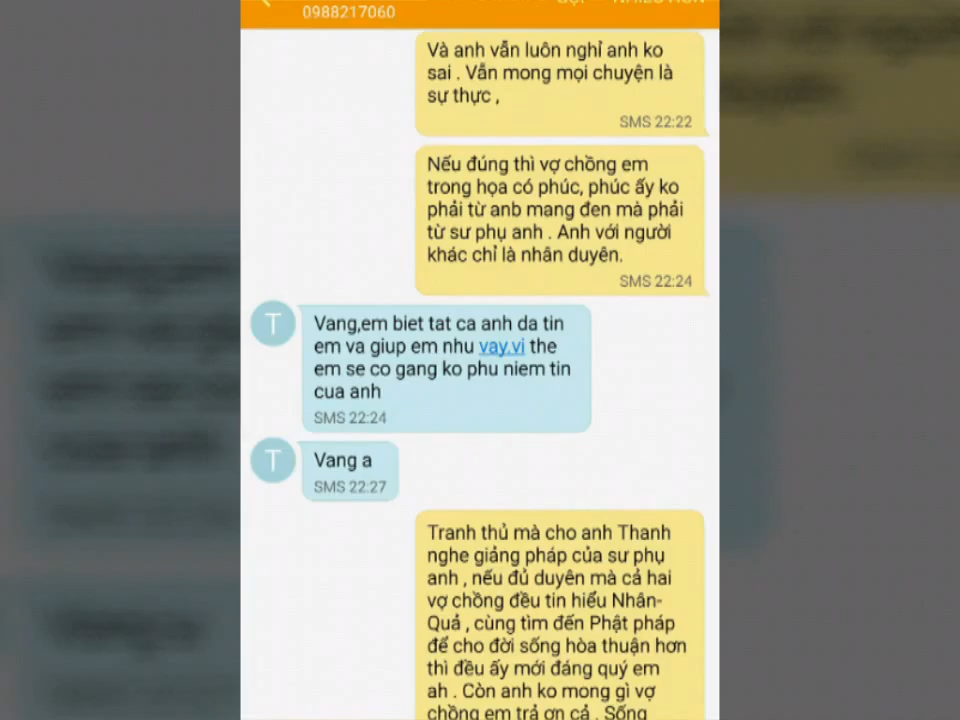 0988217060
Và anh vẫn luôn nghỉ anh ko
sai . Vẫn mong mọi chuyện là
sự thực ,
SMS 22:22
Nếu đúng thì vợ chồng em
trong họa có phúc, phúc ấy ko
phải từ anb mang đen mà phải
từ sư phụ anh . Anh với người
khác chỉ là nhân duyên.
SMS 22:24
T
Vang,em biet tat ca anh da tin
em va giup em nhu vay.vi the
em se co gang ko phu niem tin
cua anh
SMS 22:24
T
Vang a
SMS 22:27
Tranh thủ mà cho anh Thanh
nghe giảng pháp của sư phụ
anh , nếu đủ duyên mà cả hai
vợ chồng đều tin hiểu Nhân-
Quả , cùng tìm đến Phật pháp
để cho đời sống hòa thuận hơn
thì đều ấy mới đáng quý em
ah . Còn anh ko mong gì vợ
chồng em trả ơn cả . Sống